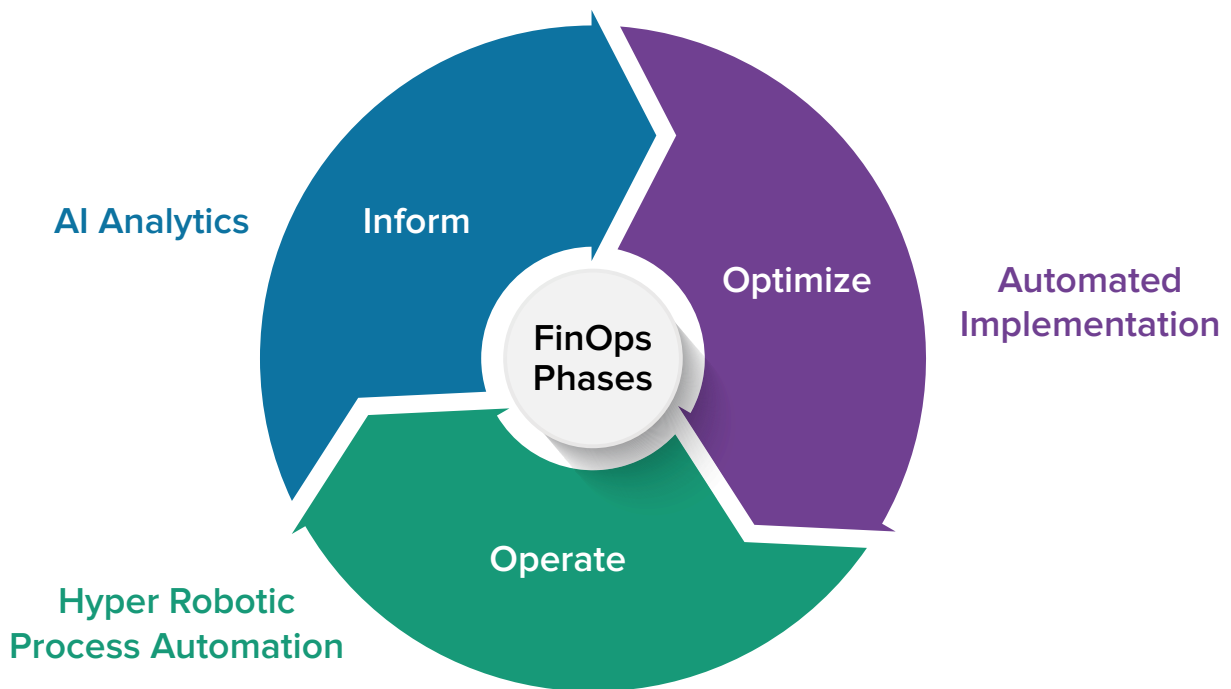 AI Analytics
Inform
Optimize
Automated
Implementation
FinOps
Phases
Operate
Hyper Robotic
Process Automation